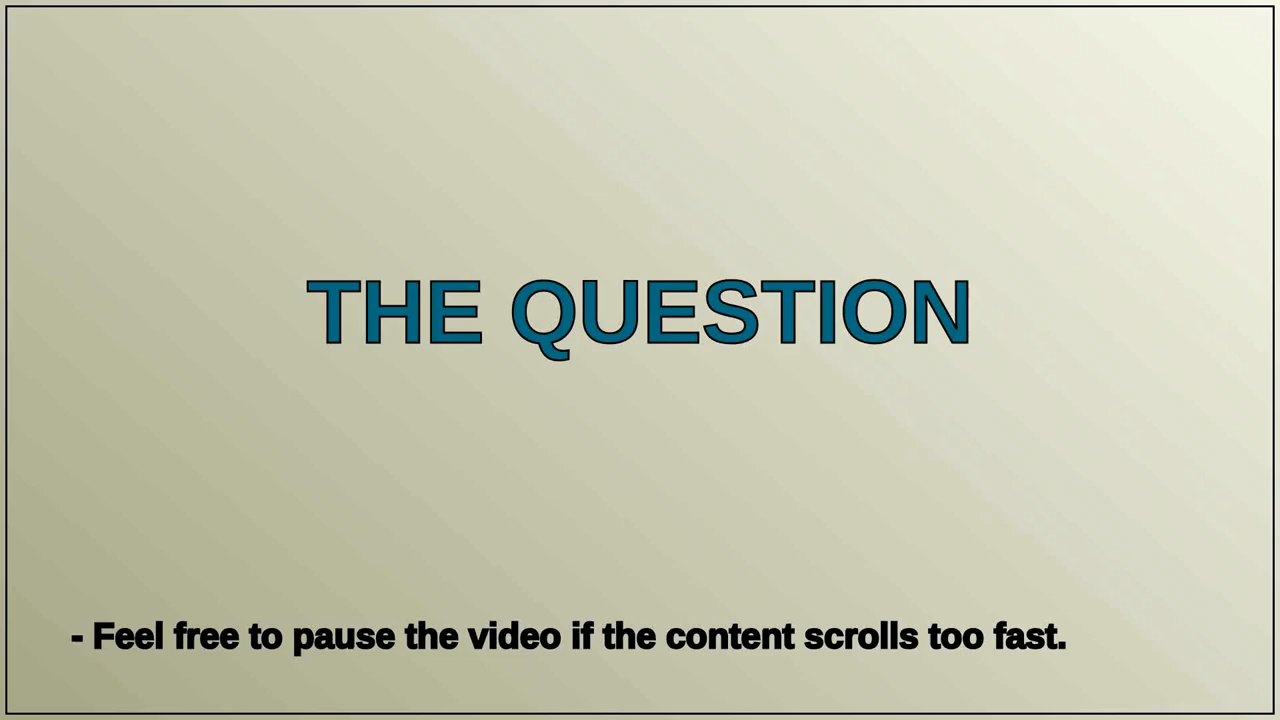 THE QUESTION
- Feel free to pause the video if the content scrolls too fast.